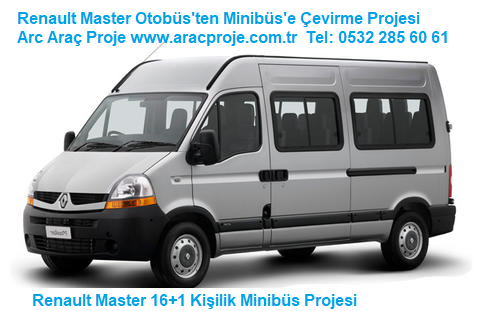 Renault Master Otobüs'ten Minibüs'e Çevirme Projesi
Arc Araç Proje www.aracproje.com.tr Tel: 0532 285 60 61
Master
Renault Master 16+1 Kişilik Minibüs Projesi